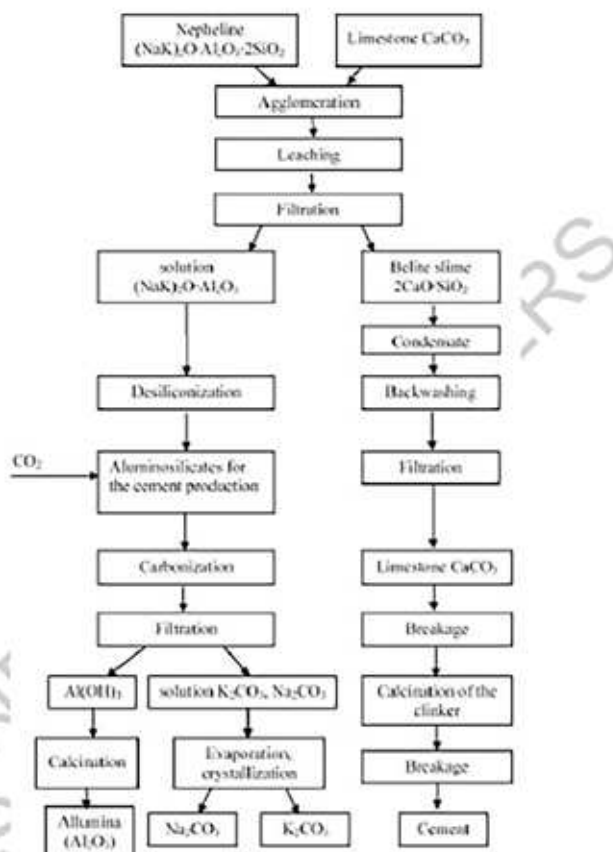 Nepheline
(NaK)₂O·Al₂O₃·2SiO₂
Limestone CaCO₃
Agglomeration
Leaching
Filtration
solution
(NaK)₂O·Al₂O₃
Belite slime
2CaO·SiO₂
Condensate
Desiliconization
Backwashing
CO₂
Aluminosilicates for
the cement production
Filtration
Carbonization
Limestone CaCO₃
Filtration
Breakage
Al(OH)₃
solution K₂CO₃, Na₂CO₃
Calcination of the
clinker
Calcination
Evaporation,
crystallization
Breakage
Allumina
(Al₂O₃)
Na₂CO₃
K₂CO₃
Cement